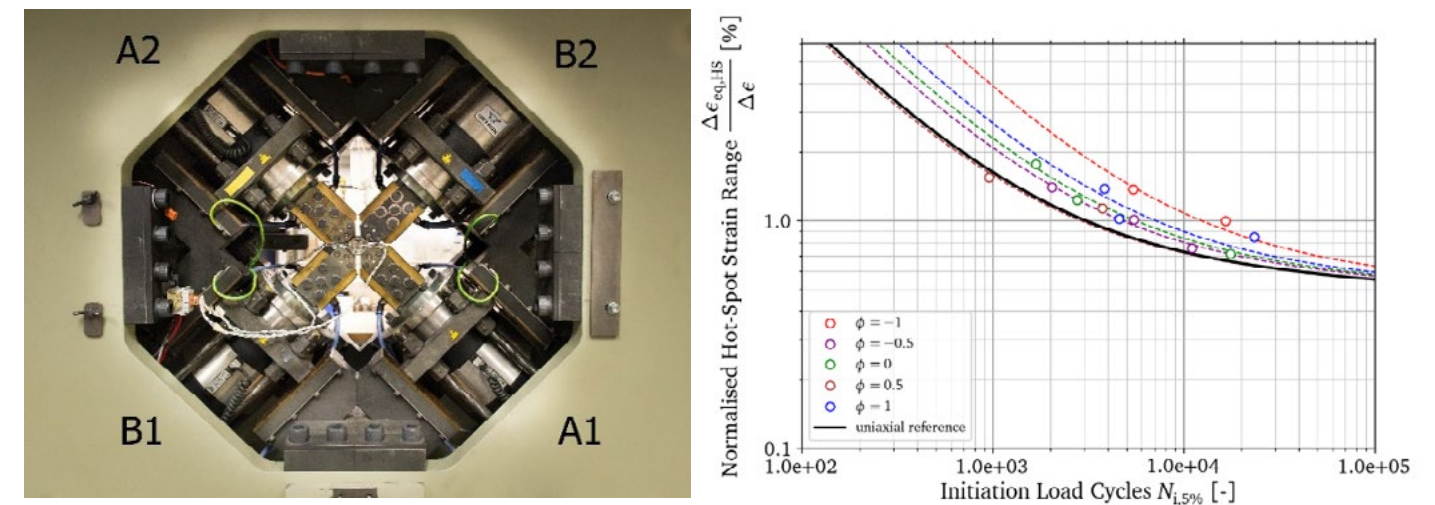 A2
B2
B1
A1
Normalised Hot-Spot Strain Range Δϵeq,HS / Δϵ [%]
1.0
0.1
1.0e+02
1.0e+03
1.0e+04
1.0e+05
Initiation Load Cycles Ni,5% [-]
ϕ = −1
ϕ = −0.5
ϕ = 0
ϕ = 0.5
ϕ = 1
uniaxial reference